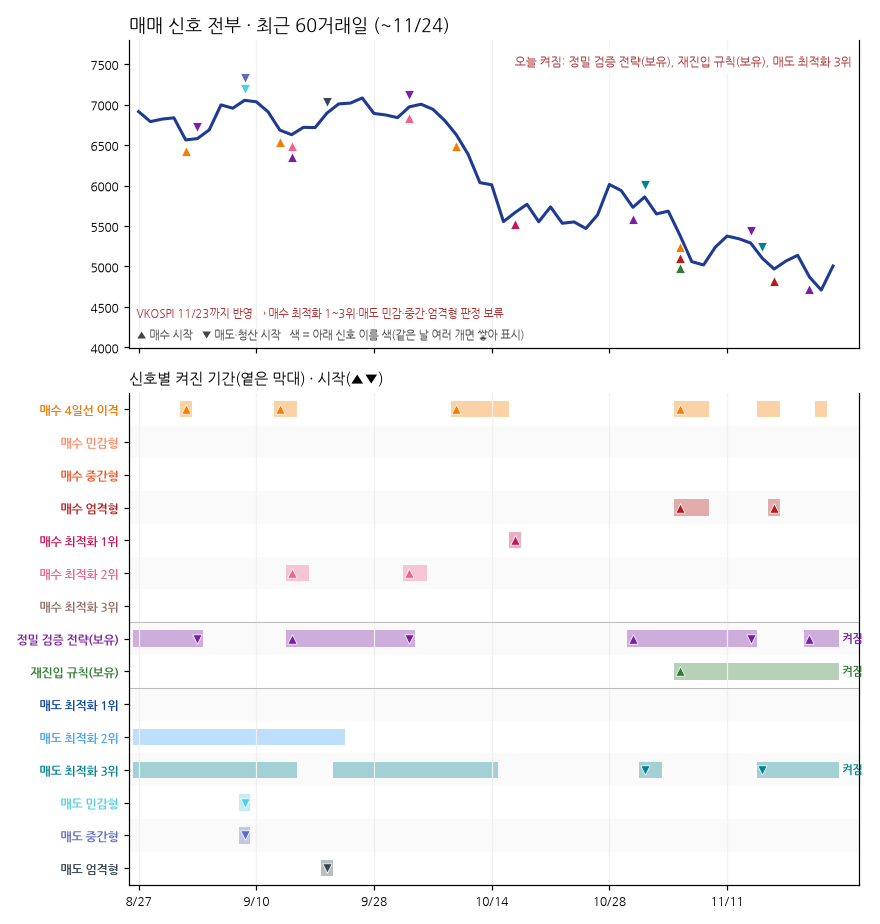 매매 신호 전부 · 최근 60거래일 (~11/24)
오늘 켜짐: 정밀 검증 전략(보유), 재진입 규칙(보유), 매도 최적화 3위
7500
7000
6500
6000
5500
5000
4500
4000
VKOSPI 11/23까지 반영 → 매수 최적화 1~3위·매도 민감·중간·엄격형 판정 보류
▲ 매수 시작 ▼ 매도·청산 시작 색 = 아래 신호 이름 색(같은 날 여러 개면 쌓아 표시)
신호별 켜진 기간(옅은 막대) · 시작(▲▼)
매수 4일선 이격
매수 민감형
매수 중간형
매수 엄격형
매수 최적화 1위
매수 최적화 2위
매수 최적화 3위
정밀 검증 전략(보유) 켜짐
재진입 규칙(보유) 켜짐
매도 최적화 1위
매도 최적화 2위
매도 최적화 3위 켜짐
매도 민감형
매도 중간형
매도 엄격형
8/27 9/10 9/28 10/14 10/28 11/11